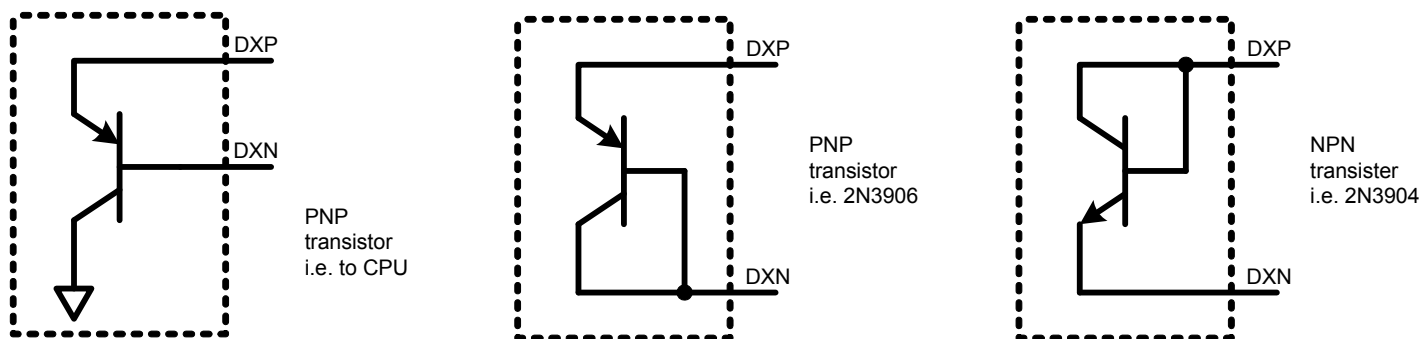 DXP
DXN
PNP
transistor
i.e. to CPU
DXP
PNP
transistor
i.e. 2N3906
DXN
DXP
NPN
transister
i.e. 2N3904
DXN